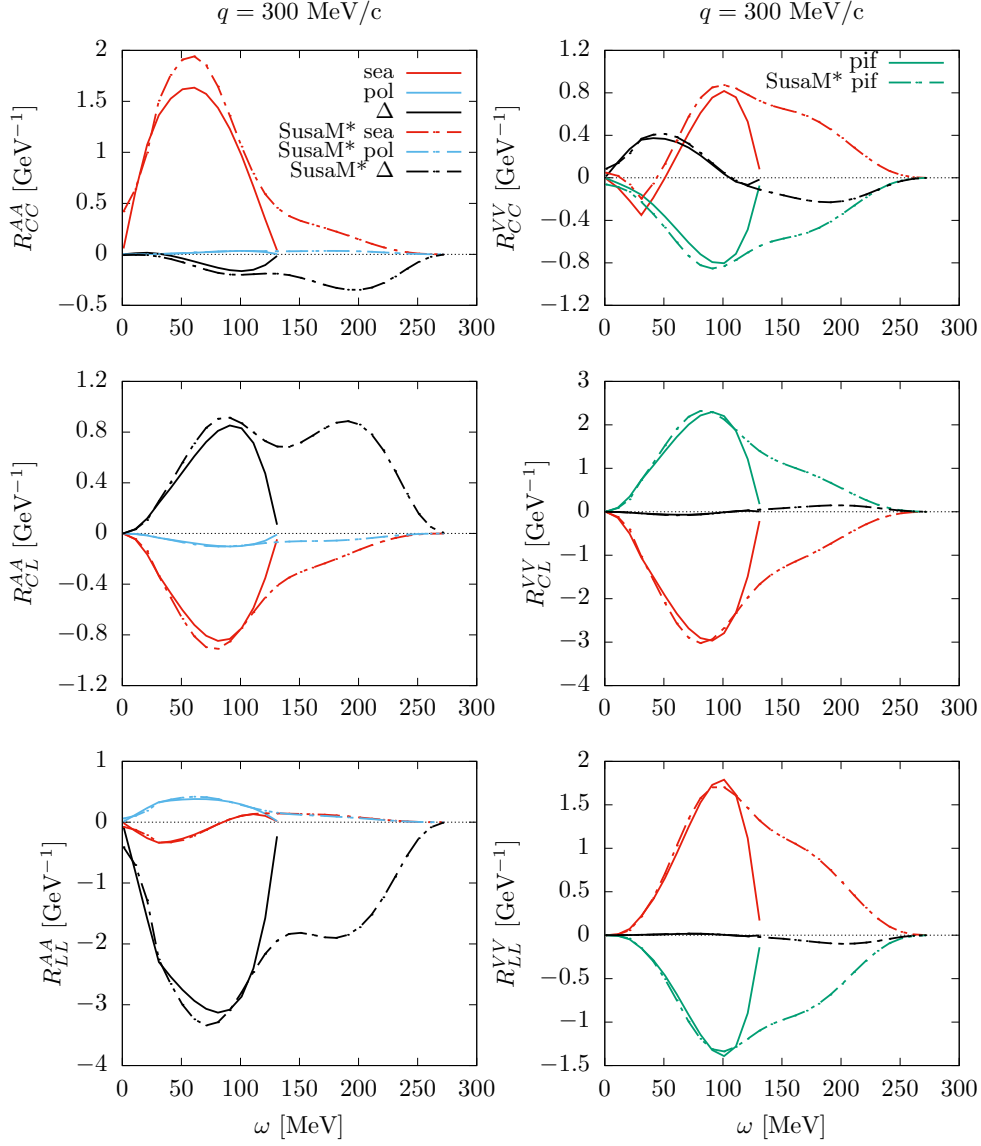 q = 300 MeV/c
q = 300 MeV/c
R_{CC}^{AA} [GeV^{−1}]
2
1.5
1
0.5
0
−0.5
0 50 100 150 200 250 300
sea
pol
Δ
SusaM* sea
SusaM* pol
SusaM* Δ
R_{CC}^{VV} [GeV^{−1}]
1.2
0.8
0.4
0
−0.4
−0.8
−1.2
0 50 100 150 200 250 300
pif
SusaM* pif
R_{CL}^{AA} [GeV^{−1}]
1.2
0.8
0.4
0
−0.4
−0.8
−1.2
0 50 100 150 200 250 300
R_{CL}^{VV} [GeV^{−1}]
3
2
1
0
−1
−2
−3
−4
0 50 100 150 200 250 300
R_{LL}^{AA} [GeV^{−1}]
1
0
−1
−2
−3
−4
0 50 100 150 200 250 300
ω [MeV]
R_{LL}^{VV} [GeV^{−1}]
2
1.5
1
0.5
0
−0.5
−1
−1.5
0 50 100 150 200 250 300
ω [MeV]